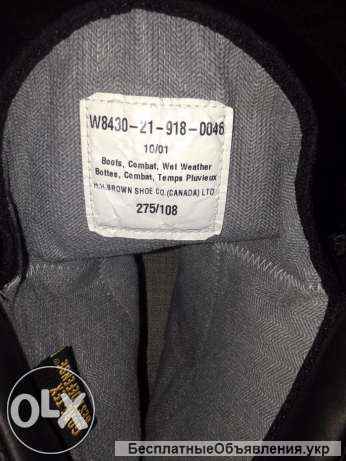 W8430-21-918-0046
10/01
Boots, Combat, Wet Weather
Bottes, Combat, Temps Pluvieux
H.H. BROWN SHOE CO. (CANADA) LTD
275/108
OLX
БесплатныеОбъявления.укр